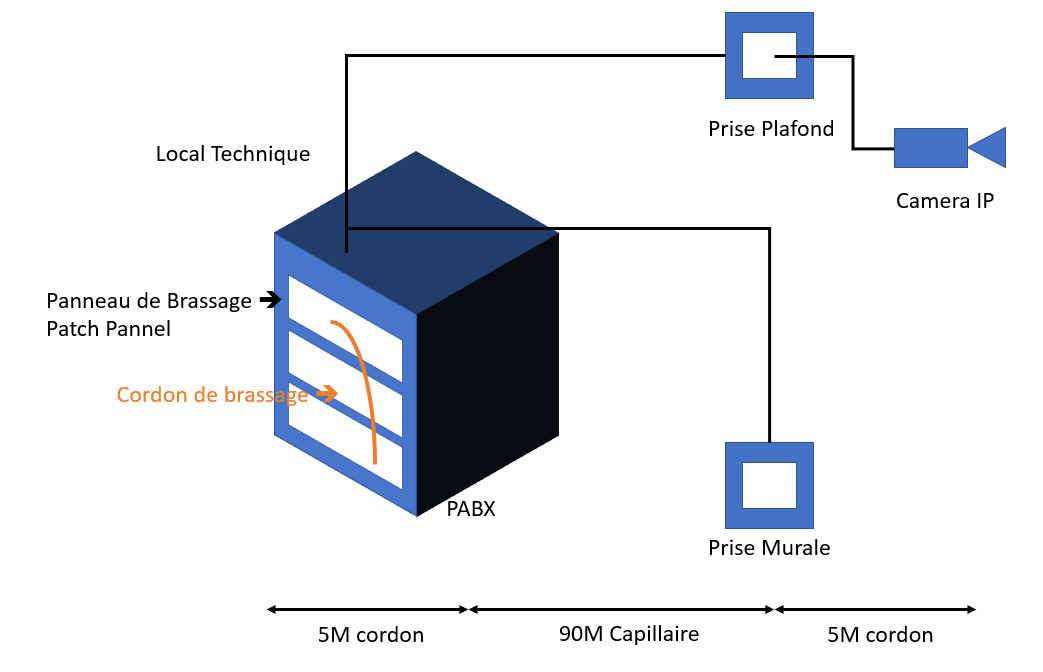 Prise Plafond
Local Technique
Camera IP
Panneau de Brassage
Patch Pannel
Cordon de brassage
PABX
Prise Murale
5M cordon
90M Capillaire
5M cordon